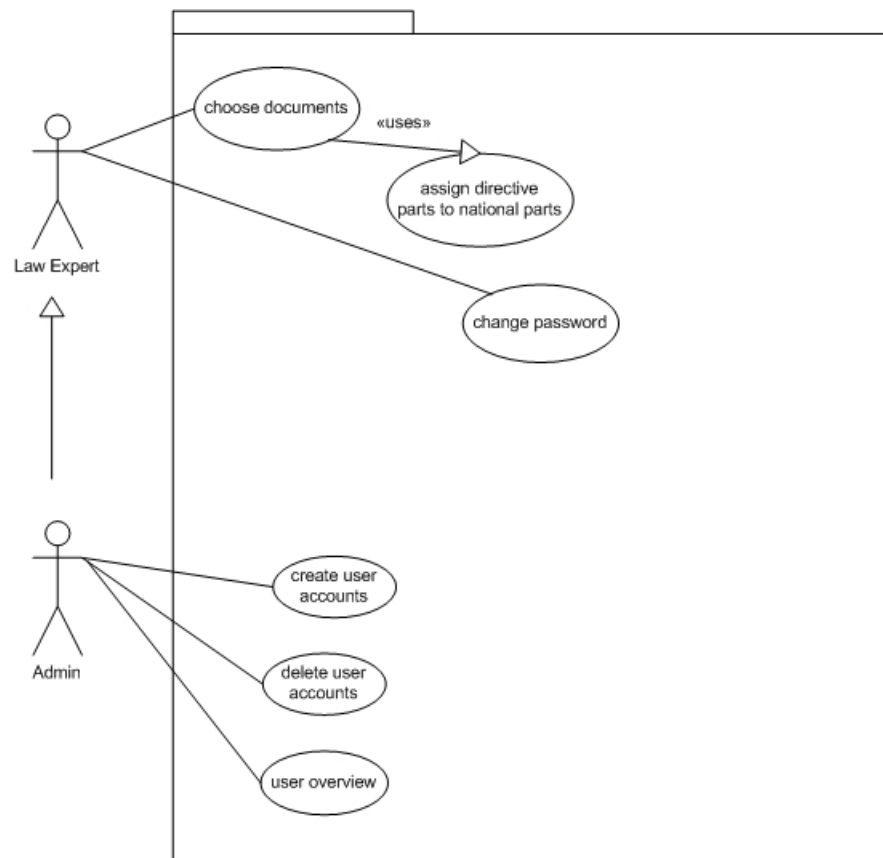 choose documents
«uses»
assign directive
parts to national parts
Law Expert
change password
create user
accounts
Admin
delete user
accounts
user overview